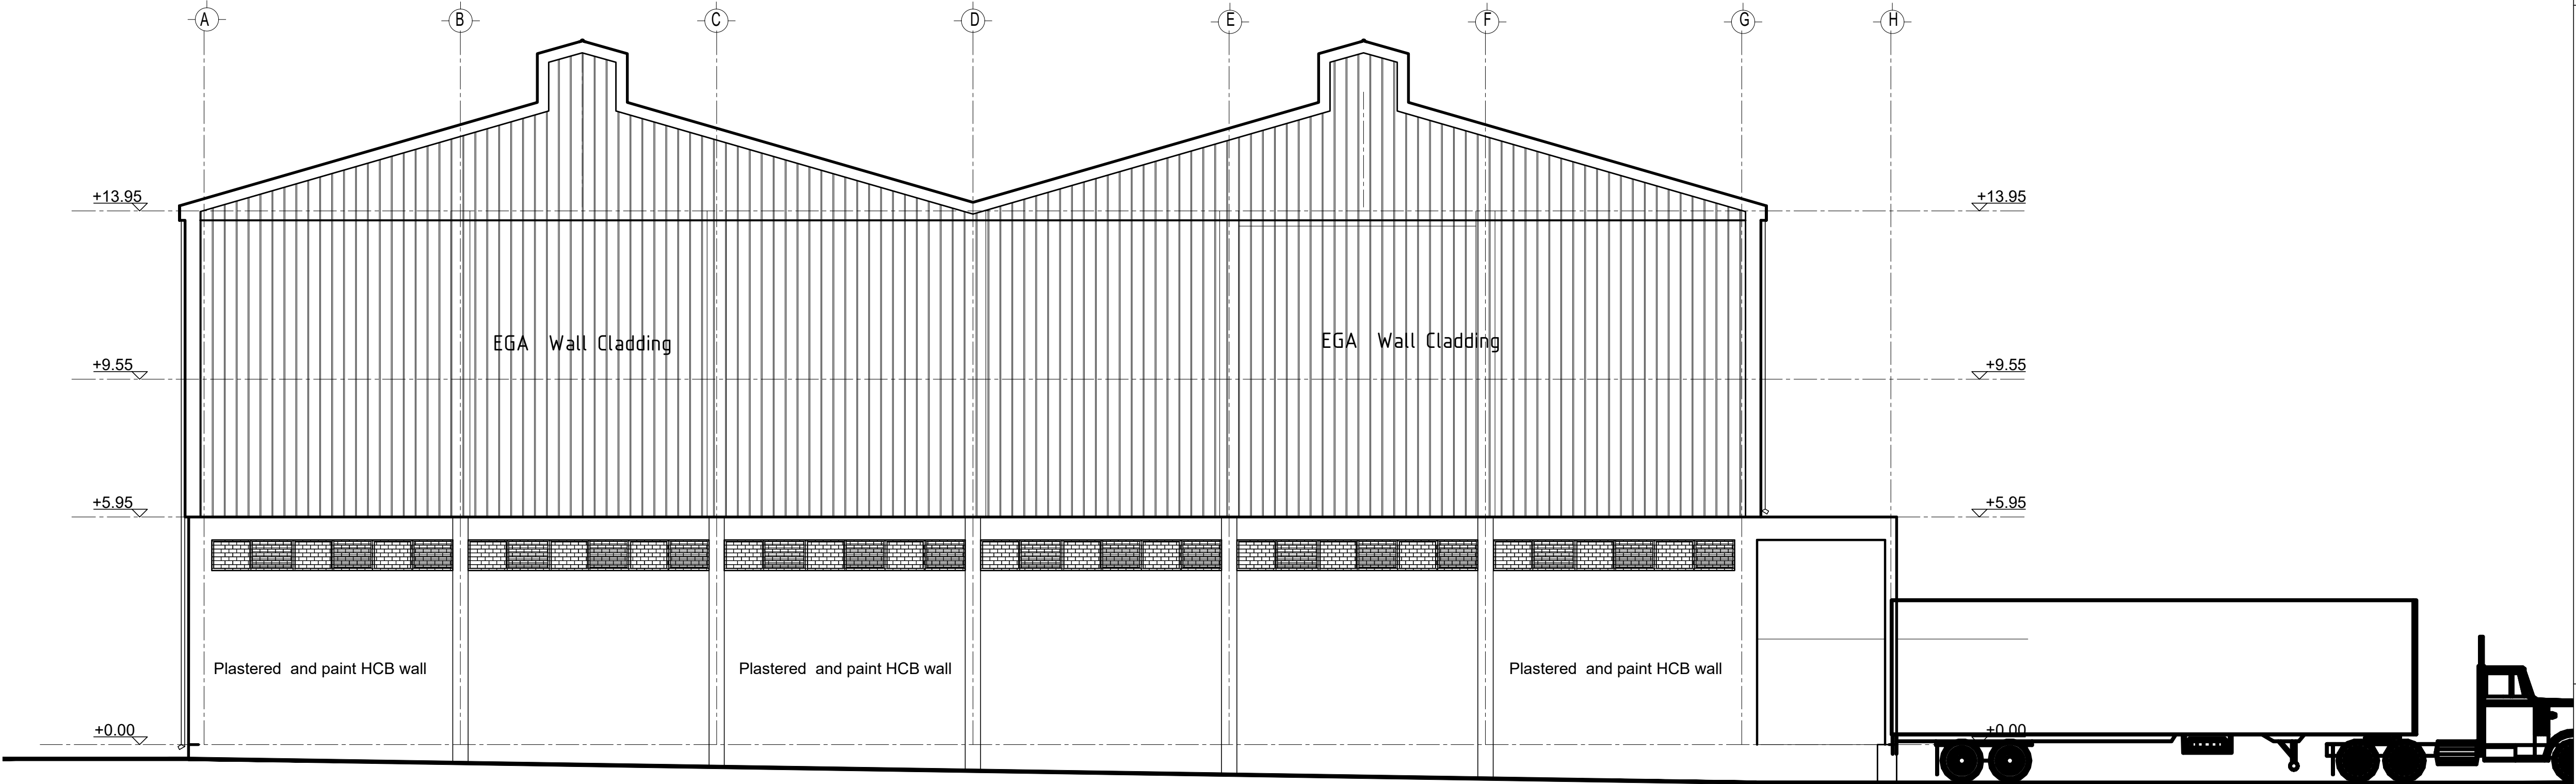 A B C D E F G H
+13.95 +13.95
EGA Wall Cladding EGA Wall Cladding
+9.55 +9.55
+5.95 +5.95
Plastered and paint HCB wall Plastered and paint HCB wall Plastered and paint HCB wall
+0.00 +0.00